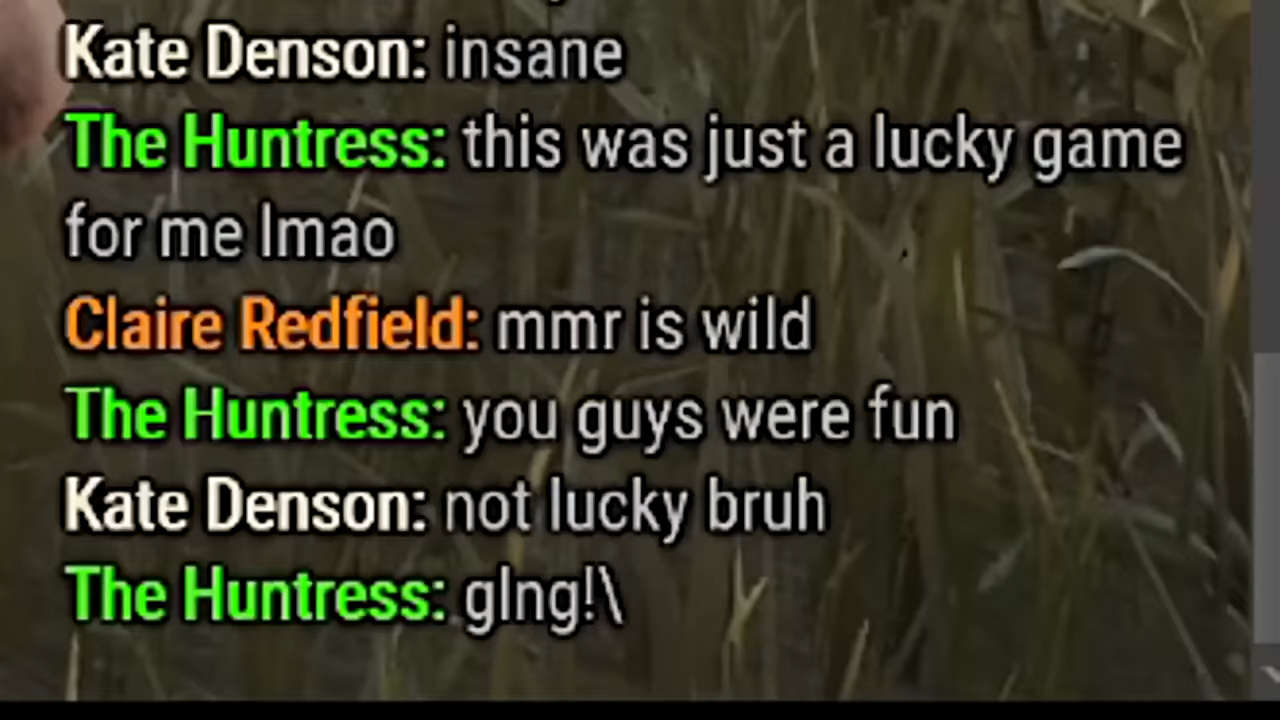 Kate Denson: insane
The Huntress: this was just a lucky game
for me lmao
Claire Redfield: mmr is wild
The Huntress: you guys were fun
Kate Denson: not lucky bruh
The Huntress: glng!\